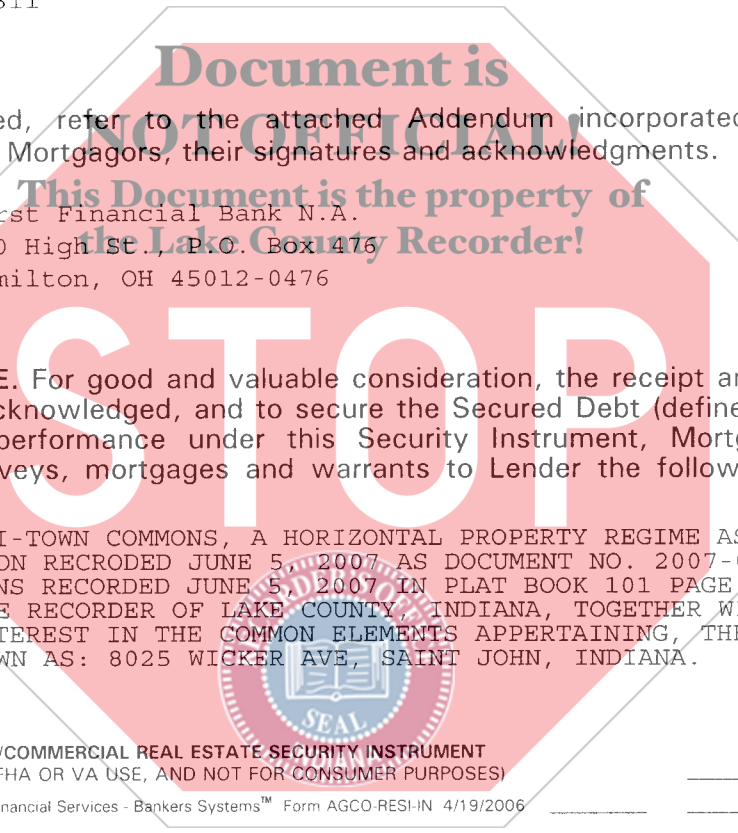 311
Document is
ed, refer to the attached Addendum incorporated
NOT OFFICIAL!
Mortgagors, their signatures and acknowledgments.
This Document is the property of
rst Financial Bank N.A.
the Lake County Recorder!
0 High St., P.O. Box 476
milton, OH 45012-0476
STOP
E. For good and valuable consideration, the receipt an
cknowledged, and to secure the Secured Debt (define
performance under this Security Instrument, Mortg
veys, mortgages and warrants to Lender the follow
I-TOWN COMMONS, A HORIZONTAL PROPERTY REGIME AS
ON RECRODED JUNE 5, 2007 AS DOCUMENT NO. 2007-
NS RECORDED JUNE 5, 2007 IN PLAT BOOK 101 PAGE
E RECORDER OF LAKE COUNTY, INDIANA, TOGETHER W
TEREST IN THE COMMON ELEMENTS APPERTAINING, THE
WN AS: 8025 WICKER AVE, SAINT JOHN, INDIANA.
SEAL
INDIANA
/COMMERCIAL REAL ESTATE SECURITY INSTRUMENT
FHA OR VA USE, AND NOT FOR CONSUMER PURPOSES)
nancial Services - Bankers Systems™ Form AGCO-RESI-IN 4/19/2006